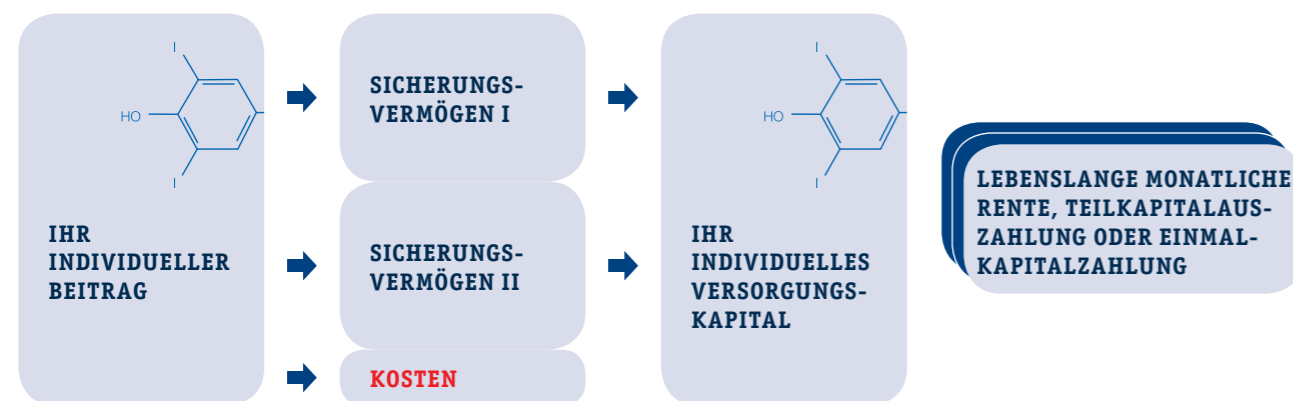 I
HO
I
IHR
INDIVIDUELLER
BEITRAG
SICHERUNGS-
VERMÖGEN I
SICHERUNGS-
VERMÖGEN II
KOSTEN
I
HO
I
IHR
INDIVIDUELLES
VERSORGUNGS-
KAPITAL
LEBENSLANGE MONATLICHE
RENTE, TEILKAPITALAUS-
ZAHLUNG ODER EINMAL-
KAPITALZAHLUNG